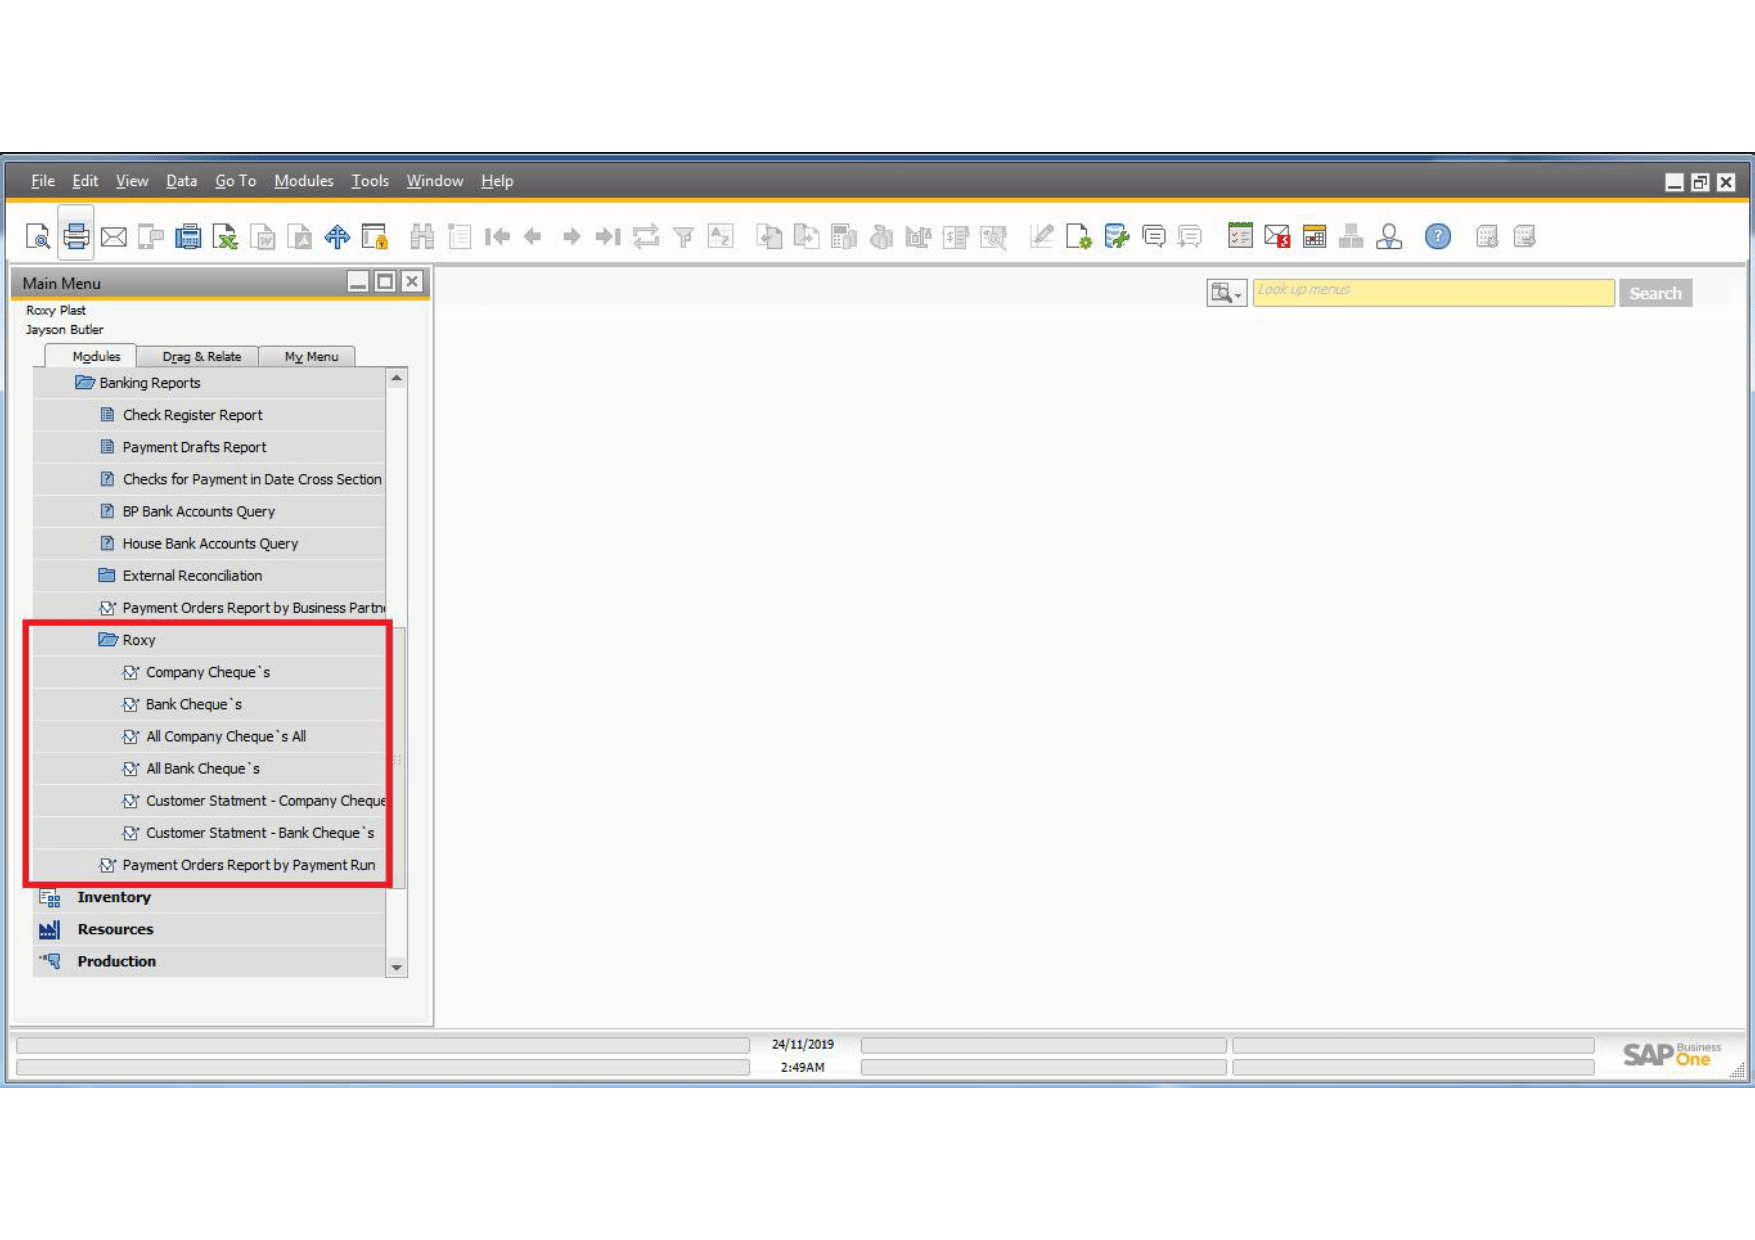 File Edit View Data Go To Modules Tools Window Help
Main Menu
Look up menus
Search
Roxy Plast
Jayson Butler
Modules Drag & Relate My Menu
Banking Reports
Check Register Report
Payment Drafts Report
Checks for Payment in Date Cross Section
BP Bank Accounts Query
House Bank Accounts Query
External Reconciliation
Payment Orders Report by Business Partne
Roxy
Company Cheque`s
Bank Cheque`s
All Company Cheque`s All
All Bank Cheque`s
Customer Statment - Company Cheque
Customer Statment - Bank Cheque`s
Payment Orders Report by Payment Run
Inventory
Resources
Production
24/11/2019
2:49AM
SAP Business One